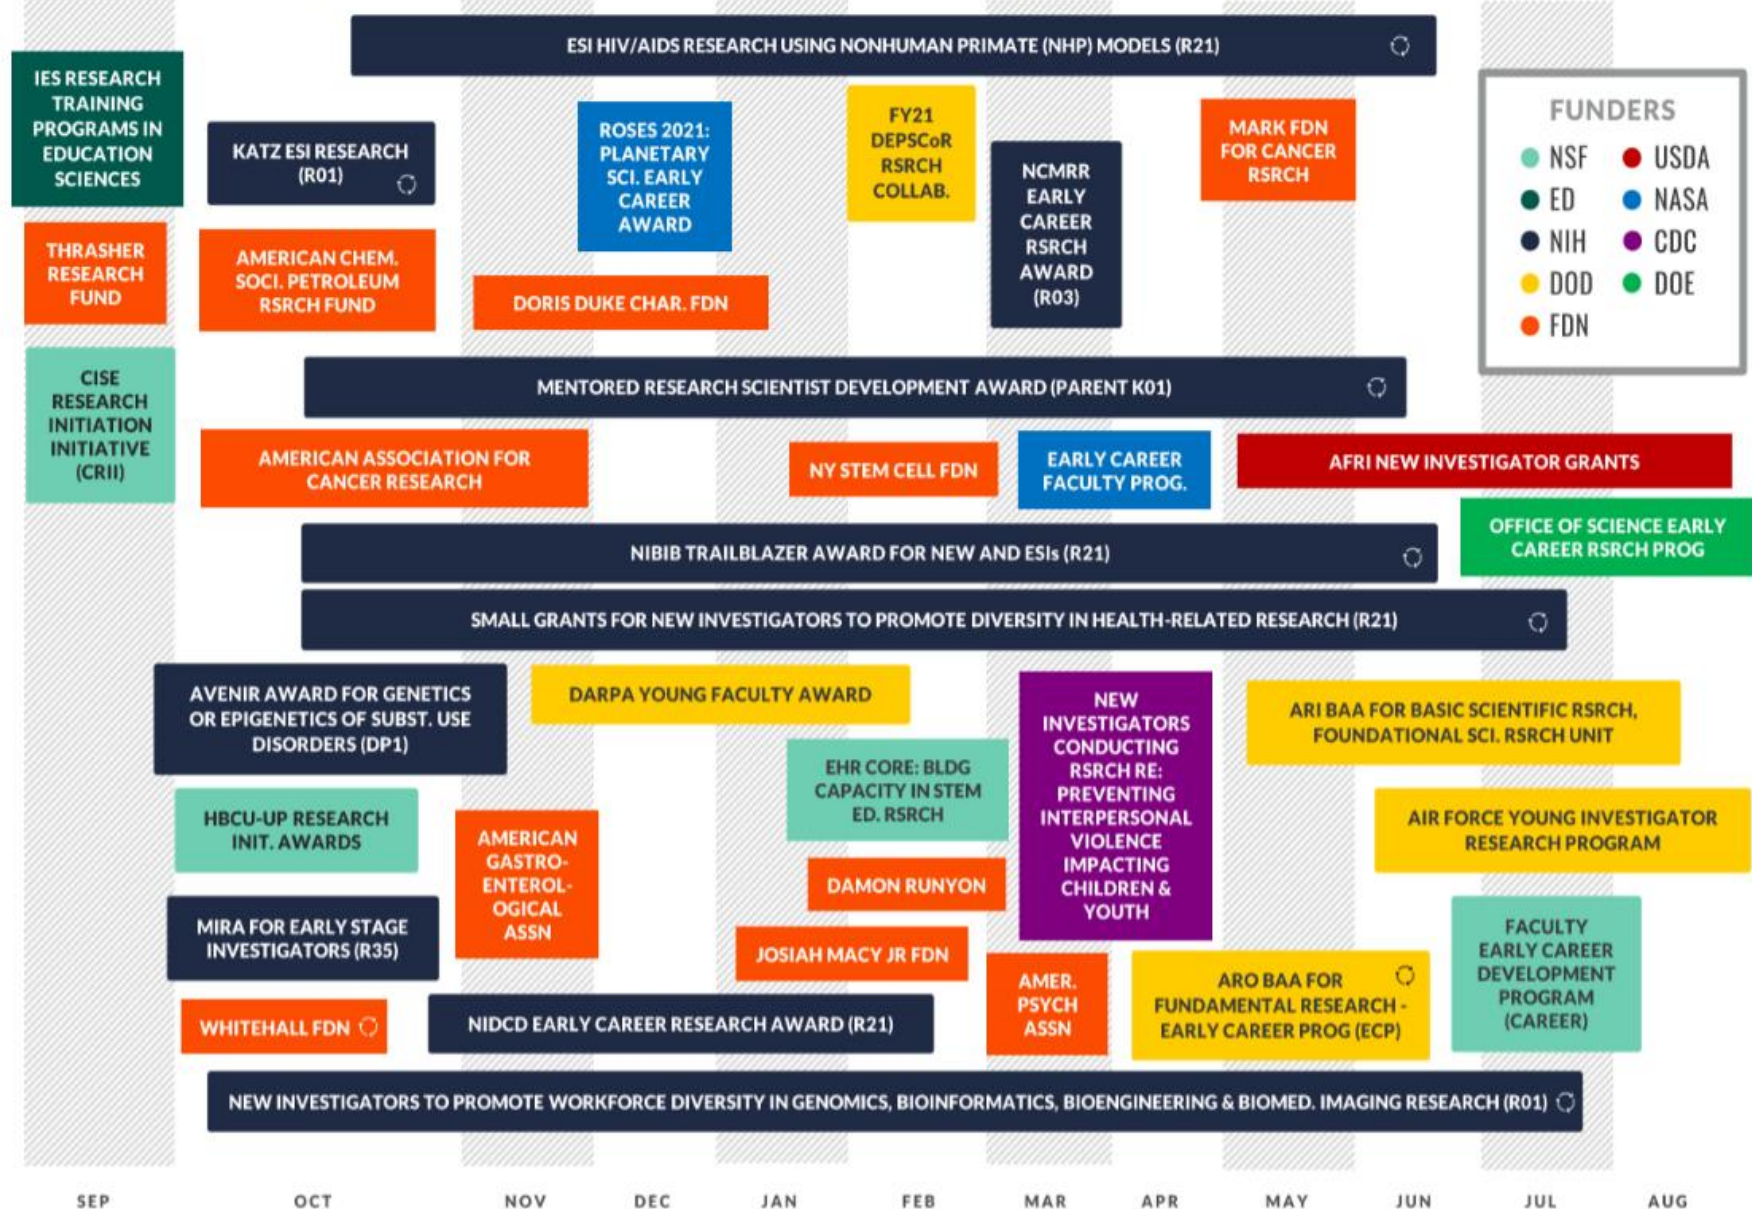 ESI HIV/AIDS RESEARCH USING NONHUMAN PRIMATE (NHP) MODELS (R21)
IES RESEARCH
TRAINING
PROGRAMS IN
EDUCATION
SCIENCES
KATZ ESI RESEARCH
(R01)
ROSES 2021:
PLANETARY
SCI. EARLY
CAREER
AWARD
FY21
DEPSCoR
RSRCH
COLLAB.
NCMRR
EARLY
CAREER
RSRCH
AWARD
(R03)
MARK FDN
FOR CANCER
RSRCH
FUNDERS
NSF
USDA
ED
NASA
NIH
CDC
DOD
DOE
FDN
THRASHER
RESEARCH
FUND
AMERICAN CHEM.
SOCI. PETROLEUM
RSRCH FUND
DORIS DUKE CHAR. FDN
CISE
RESEARCH
INITIATION
INITIATIVE
(CRII)
MENTORED RESEARCH SCIENTIST DEVELOPMENT AWARD (PARENT K01)
AMERICAN ASSOCIATION FOR
CANCER RESEARCH
NY STEM CELL FDN
EARLY CAREER
FACULTY PROG.
AFRI NEW INVESTIGATOR GRANTS
OFFICE OF SCIENCE EARLY
CAREER RSRCH PROG
NIBIB TRAILBLAZER AWARD FOR NEW AND ESIs (R21)
SMALL GRANTS FOR NEW INVESTIGATORS TO PROMOTE DIVERSITY IN HEALTH-RELATED RESEARCH (R21)
AVENIR AWARD FOR GENETICS
OR EPIGENETICS OF SUBST. USE
DISORDERS (DP1)
DARPA YOUNG FACULTY AWARD
NEW
INVESTIGATORS
CONDUCTING
RSRCH RE:
PREVENTING
INTERPERSONAL
VIOLENCE
IMPACTING
CHILDREN &
YOUTH
ARI BAA FOR BASIC SCIENTIFIC RSRCH,
FOUNDATIONAL SCI. RSRCH UNIT
EHR CORE: BLDG
CAPACITY IN STEM
ED. RSRCH
HBCU-UP RESEARCH
INIT. AWARDS
AMERICAN
GASTRO-
ENTEROL-
OGICAL
ASSN
AIR FORCE YOUNG INVESTIGATOR
RESEARCH PROGRAM
DAMON RUNYON
MIRA FOR EARLY STAGE
INVESTIGATORS (R35)
JOSIAH MACY JR FDN
FACULTY
EARLY CAREER
DEVELOPMENT
PROGRAM
(CAREER)
AMER.
PSYCH
ASSN
ARO BAA FOR
FUNDAMENTAL RESEARCH -
EARLY CAREER PROG (ECP)
WHITEHALL FDN
NIDCD EARLY CAREER RESEARCH AWARD (R21)
NEW INVESTIGATORS TO PROMOTE WORKFORCE DIVERSITY IN GENOMICS, BIOINFORMATICS, BIOENGINEERING & BIOMED. IMAGING RESEARCH (R01)
SEP OCT NOV DEC JAN FEB MAR APR MAY JUN JUL AUG